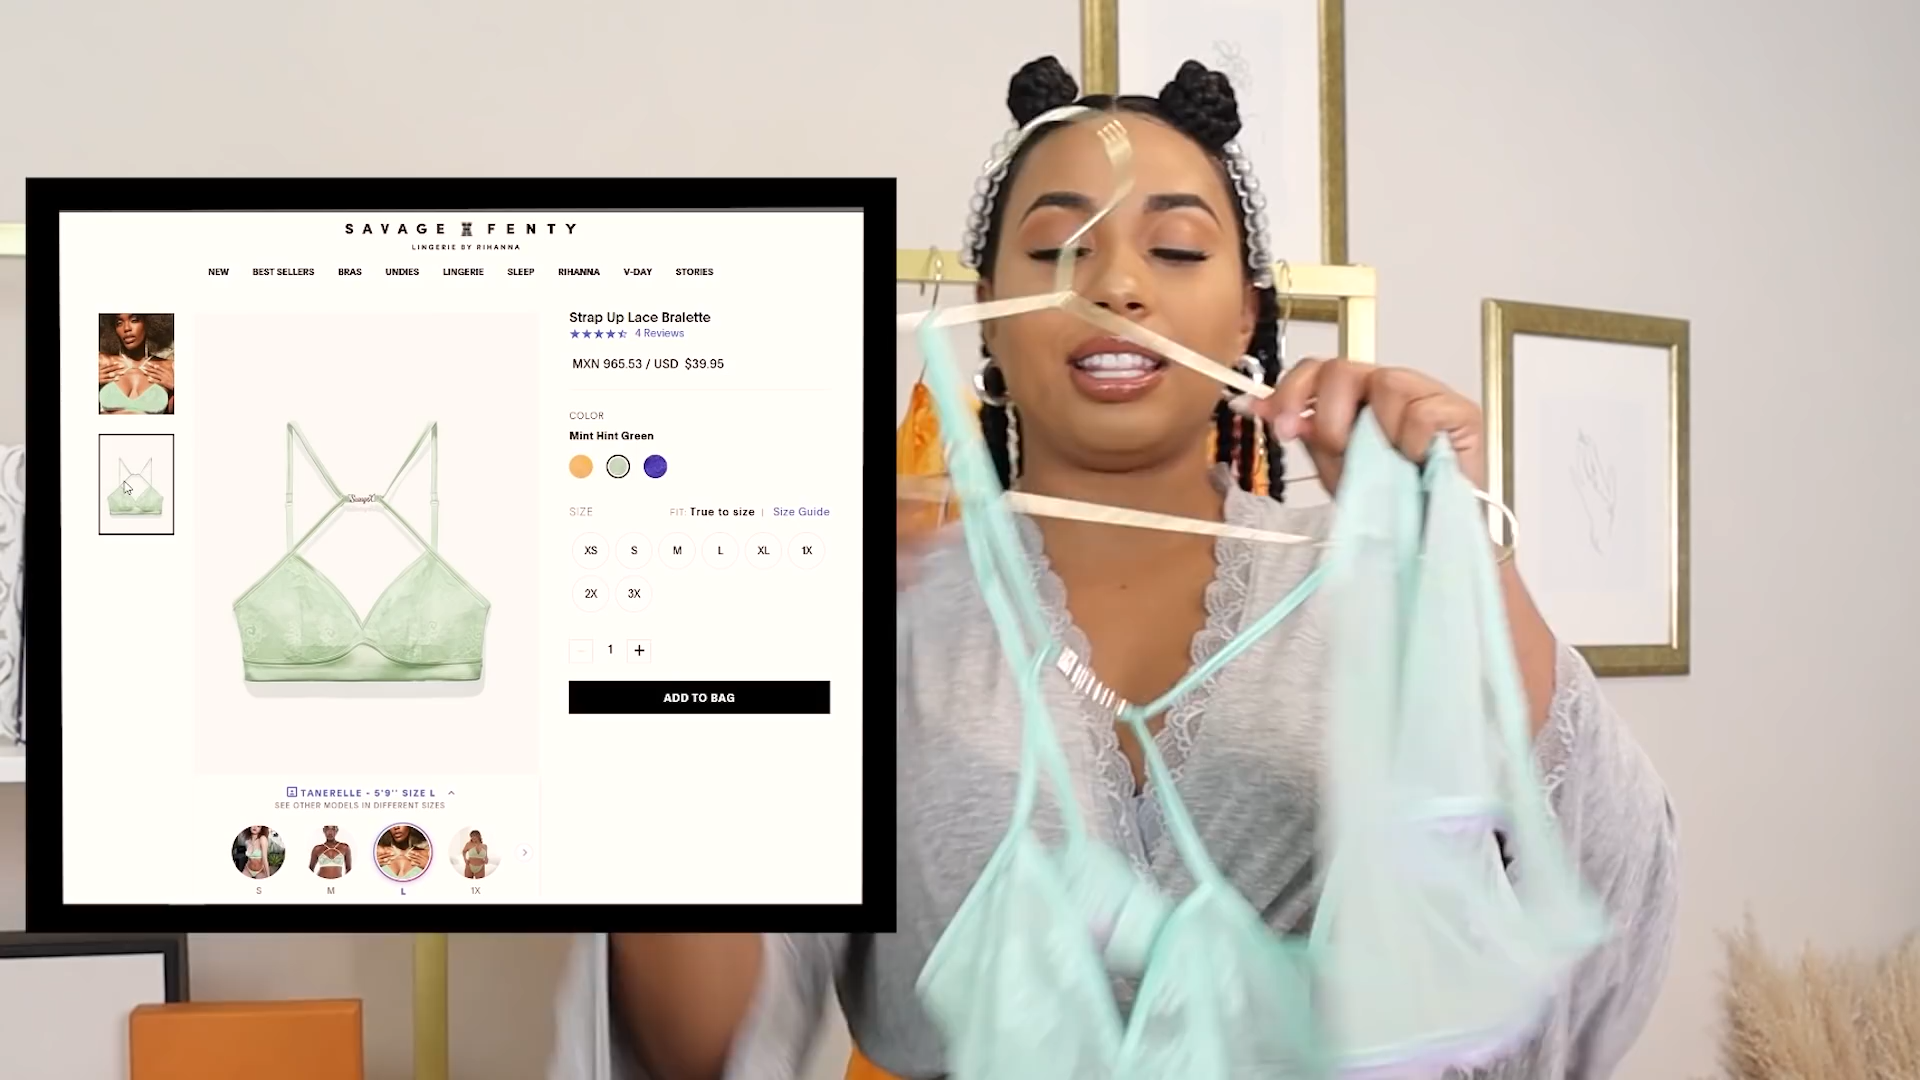 SAVAGE X FENTY
LINGERIE BY RIHANNA
NEW BEST SELLERS BRAS UNDIES LINGERIE SLEEP RIHANNA V-DAY STORIES
Strap Up Lace Bralette
4 Reviews
MXN 965.53 / USD $39.95
COLOR
Mint Hint Green
SIZE FIT: True to size | Size Guide
XS S M L XL 1X
2X 3X
- 1 +
ADD TO BAG
SavageX
TANERELLE - 5'9'' SIZE L
SEE OTHER MODELS IN DIFFERENT SIZES
S M L 1X